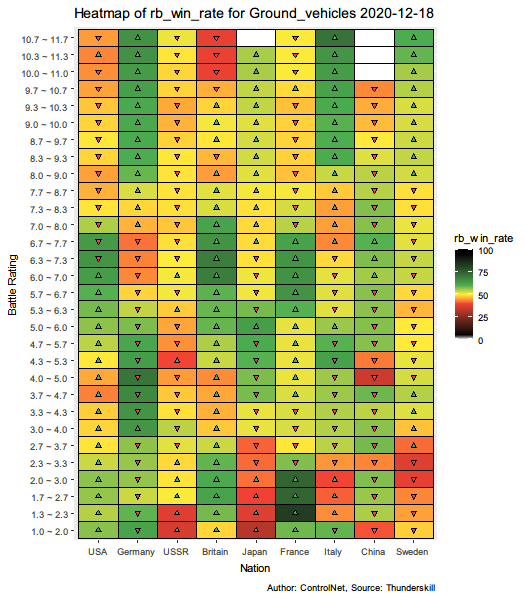 Heatmap of rb_win_rate for Ground_vehicles 2020-12-18
Battle Rating
10.7 ~ 11.7
10.3 ~ 11.3
10.0 ~ 11.0
9.7 ~ 10.7
9.3 ~ 10.3
9.0 ~ 10.0
8.7 ~ 9.7
8.3 ~ 9.3
8.0 ~ 9.0
7.7 ~ 8.7
7.3 ~ 8.3
7.0 ~ 8.0
6.7 ~ 7.7
6.3 ~ 7.3
6.0 ~ 7.0
5.7 ~ 6.7
5.3 ~ 6.3
5.0 ~ 6.0
4.7 ~ 5.7
4.3 ~ 5.3
4.0 ~ 5.0
3.7 ~ 4.7
3.3 ~ 4.3
3.0 ~ 4.0
2.7 ~ 3.7
2.3 ~ 3.3
2.0 ~ 3.0
1.7 ~ 2.7
1.3 ~ 2.3
1.0 ~ 2.0
USA Germany USSR Britain Japan France Italy China Sweden
Nation
rb_win_rate
100
75
50
25
0
Author: ControlNet, Source: Thunderskill